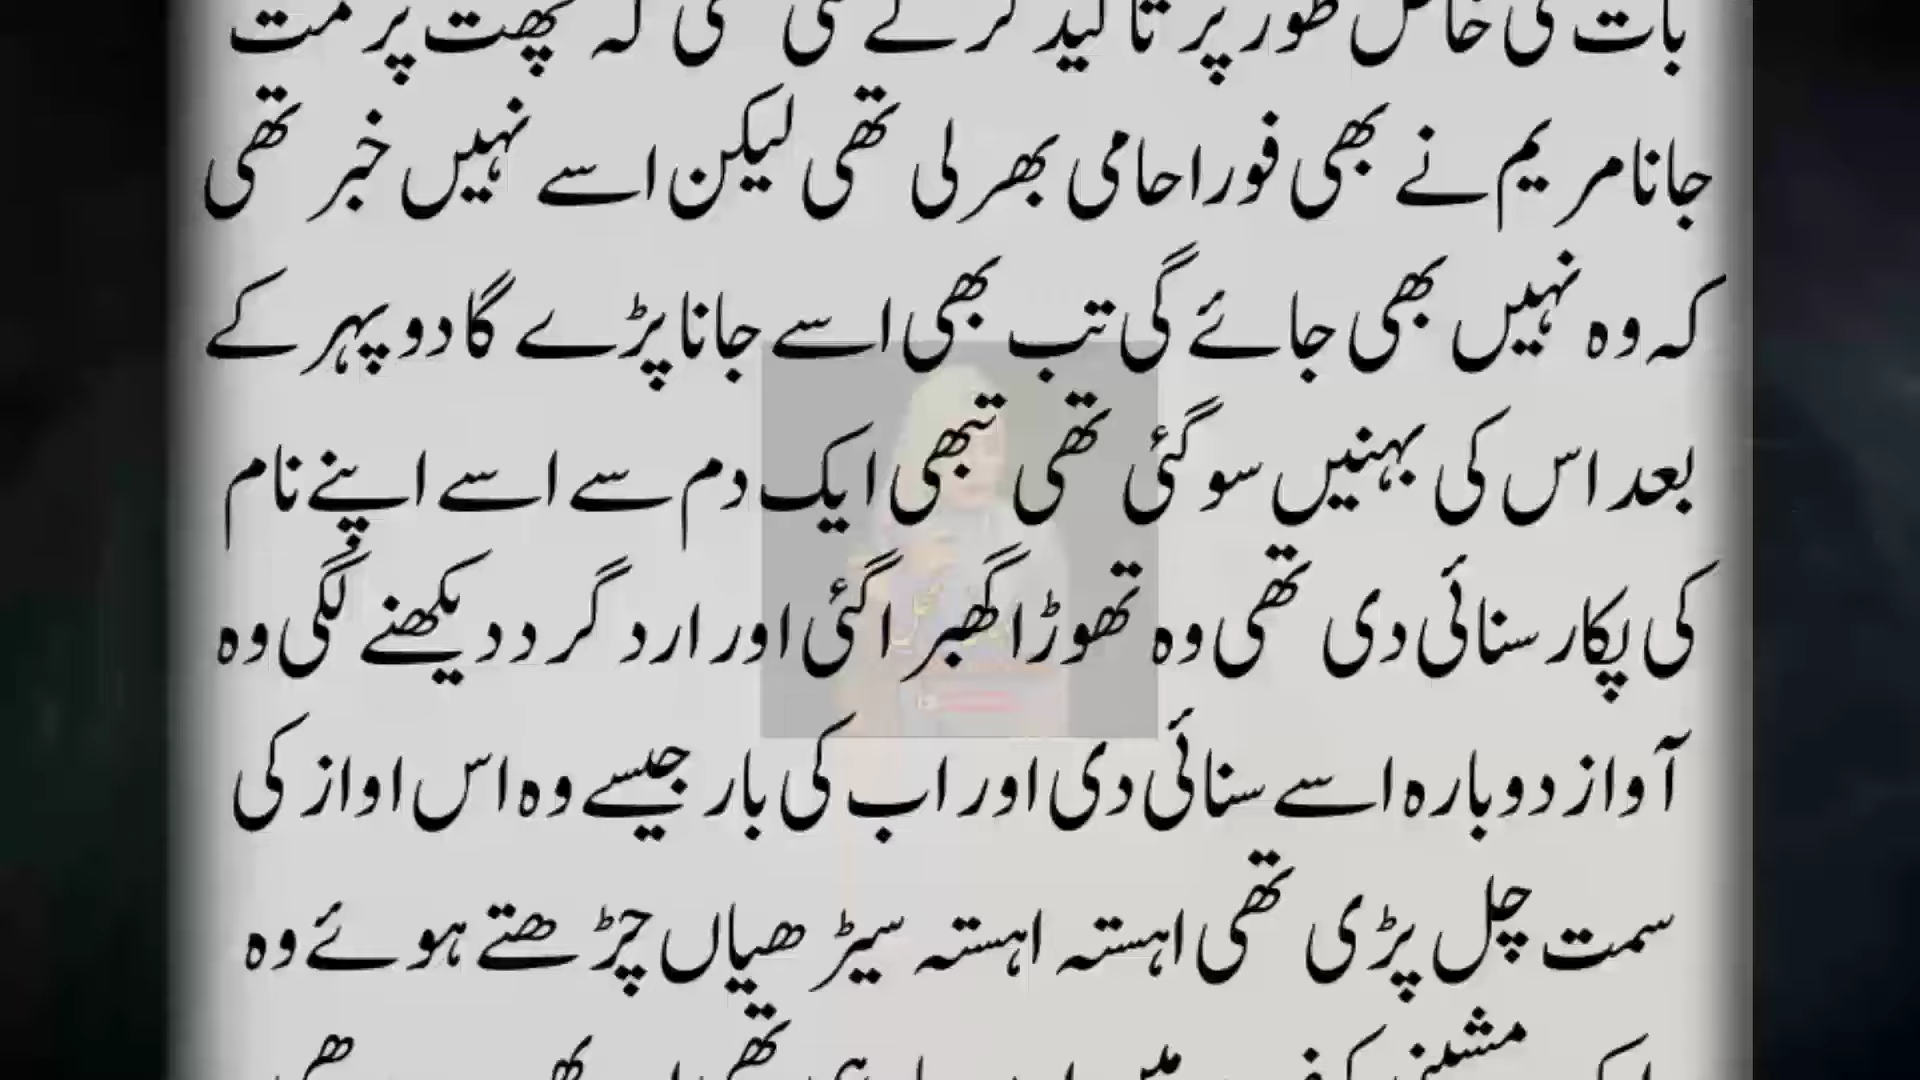 بات کی خاص طور پر تاکید کرکے گئی تھی کہ چھت پر مت
جانا مریم نے بھی فورا حامی بھر لی تھی لیکن اسے نہیں خبر تھی
کہ وہ نہیں بھی جائے گی تب بھی اسے جانا پڑے گا دوپہر کے
بعد اس کی بہنیں سو گئی تھی تبھی ایک دم سے اسے اپنے نام
کی پکار سنائی دی تھی وہ تھوڑا گھبرا گئی اور ارد گرد دیکھنے لگی وہ
آواز دوبارہ اسے سنائی دی اور اب کی بار جیسے وہ اس اواز کی
سمت چل پڑی تھی اہستہ اہستہ سیڑھیاں چڑھتے ہوئے وہ